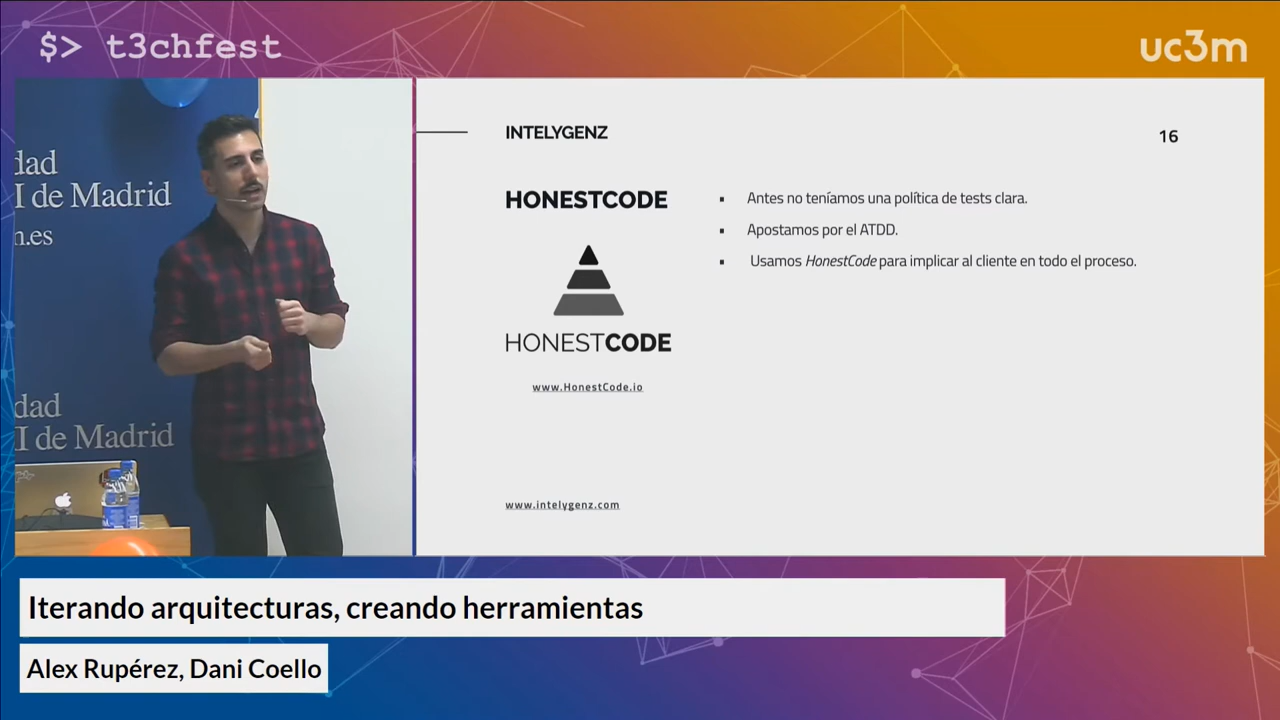 $> t3chfest
uc3m
dad
I de Madrid
n.es
dad
I de Madrid
INTELYGENZ
16
HONESTCODE
▪ Antes no teníamos una política de tests clara.
▪ Apostamos por el ATDD.
▪ Usamos HonestCode para implicar al cliente en todo el proceso.
HONESTCODE
www.HonestCode.io
www.intelygenz.com
Iterando arquitecturas, creando herramientas
Alex Rupérez, Dani Coello